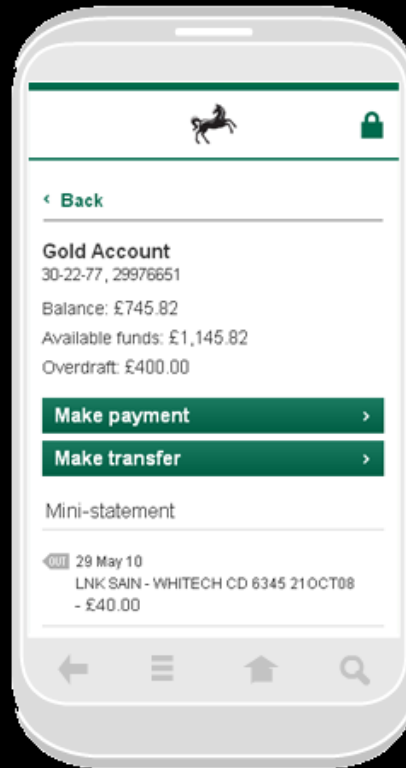 ‹ Back
Gold Account
30-22-77, 29976651
Balance: £745.82
Available funds: £1,145.82
Overdraft: £400.00
Make payment ›
Make transfer ›
Mini-statement
OUT 29 May 10
LNK SAIN - WHITECH CD 6345 21OCT08
- £40.00